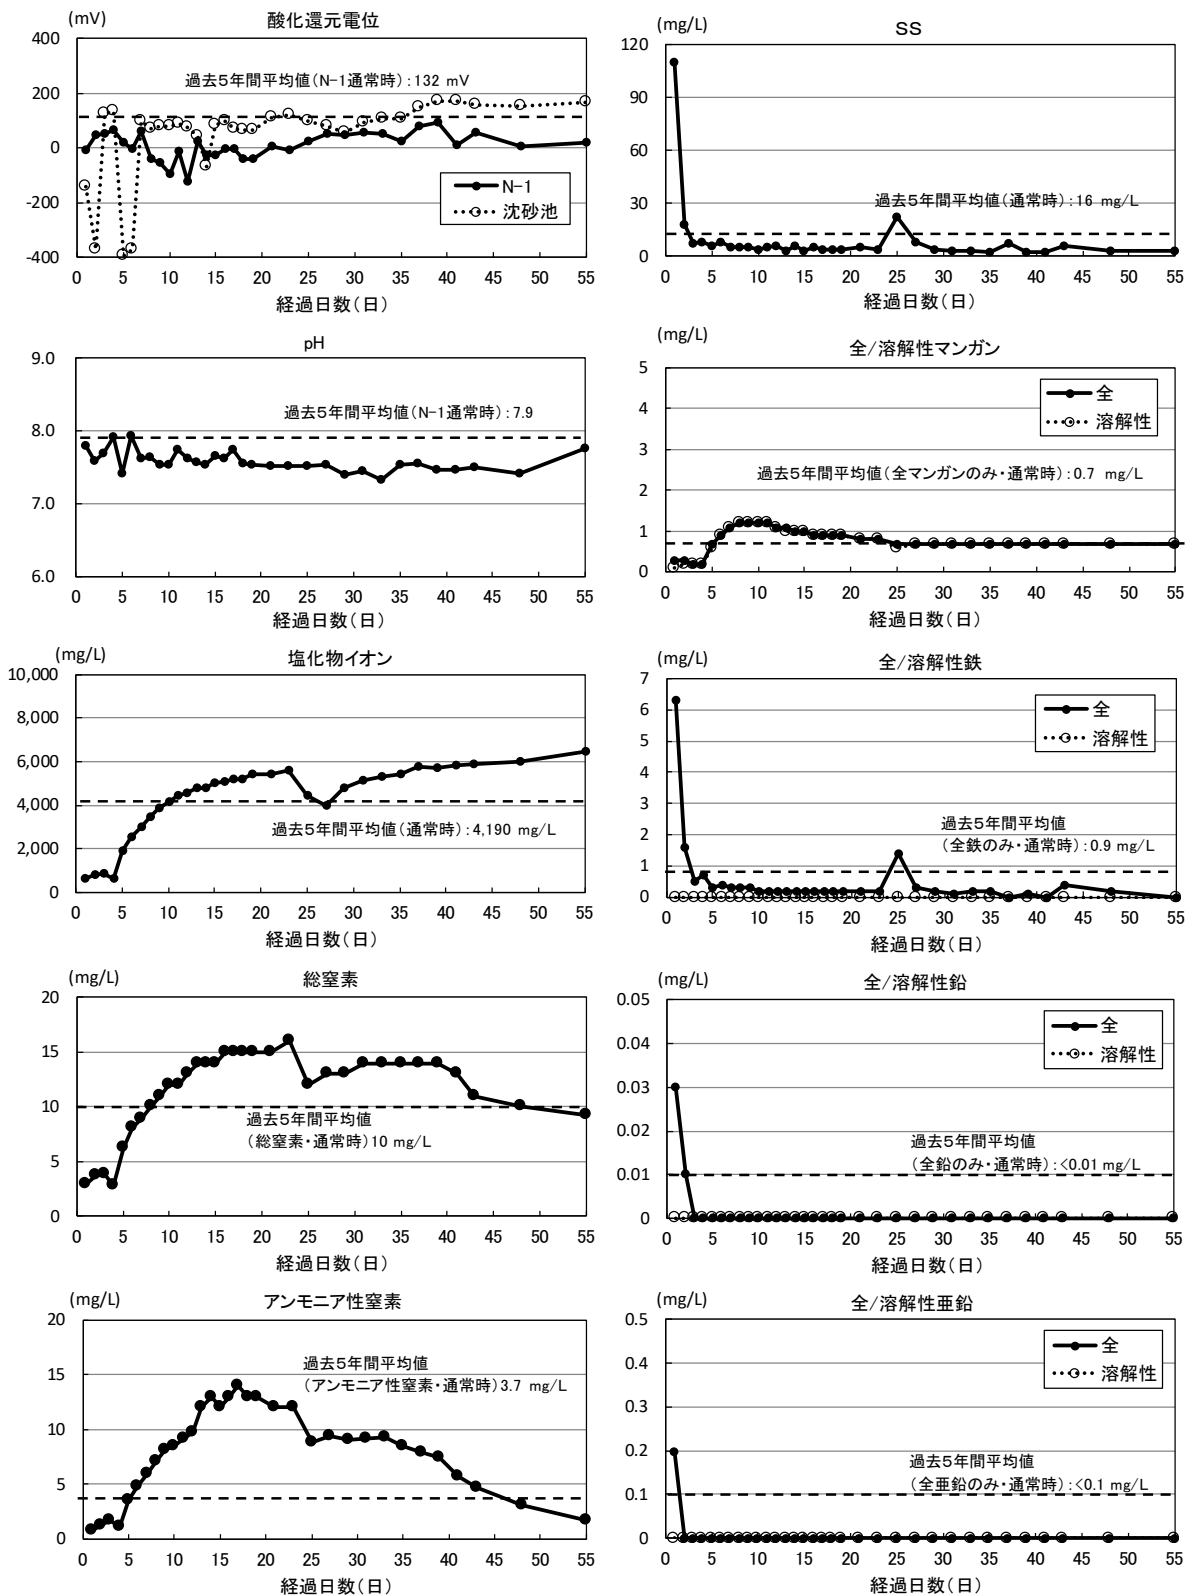 (mV)
酸化還元電位
400
200
0
-200
-400
過去5年間平均値(N-1通常時):132 mV
N-1
沈砂池
0 5 10 15 20 25 30 35 40 45 50 55
経過日数(日)
(mg/L)
SS
120
90
60
30
0
過去5年間平均値(通常時):16 mg/L
0 5 10 15 20 25 30 35 40 45 50 55
経過日数(日)
pH
9.0
8.0
7.0
6.0
過去5年間平均値(N-1通常時):7.9
0 5 10 15 20 25 30 35 40 45 50 55
経過日数(日)
(mg/L)
全/溶解性マンガン
5
4
3
2
1
0
全
溶解性
過去5年間平均値(全マンガンのみ・通常時):0.7 mg/L
0 5 10 15 20 25 30 35 40 45 50 55
経過日数(日)
(mg/L)
塩化物イオン
10,000
8,000
6,000
4,000
2,000
0
過去5年間平均値(通常時):4,190 mg/L
0 5 10 15 20 25 30 35 40 45 50 55
経過日数(日)
(mg/L)
全/溶解性鉄
7
6
5
4
3
2
1
0
全
溶解性
過去5年間平均値
(全鉄のみ・通常時):0.9 mg/L
0 5 10 15 20 25 30 35 40 45 50 55
経過日数(日)
(mg/L)
総窒素
20
15
10
5
0
過去5年間平均値
(総窒素・通常時)10 mg/L
0 5 10 15 20 25 30 35 40 45 50 55
経過日数(日)
(mg/L)
全/溶解性鉛
0.05
0.04
0.03
0.02
0.01
0
全
溶解性
過去5年間平均値
(全鉛のみ・通常時):<0.01 mg/L
0 5 10 15 20 25 30 35 40 45 50 55
経過日数(日)
(mg/L)
アンモニア性窒素
20
15
10
5
0
過去5年間平均値
(アンモニア性窒素・通常時)3.7 mg/L
0 5 10 15 20 25 30 35 40 45 50 55
経過日数(日)
(mg/L)
全/溶解性亜鉛
0.5
0.4
0.3
0.2
0.1
0
全
溶解性
過去5年間平均値
(全亜鉛のみ・通常時):<0.1 mg/L
0 5 10 15 20 25 30 35 40 45 50 55
経過日数(日)